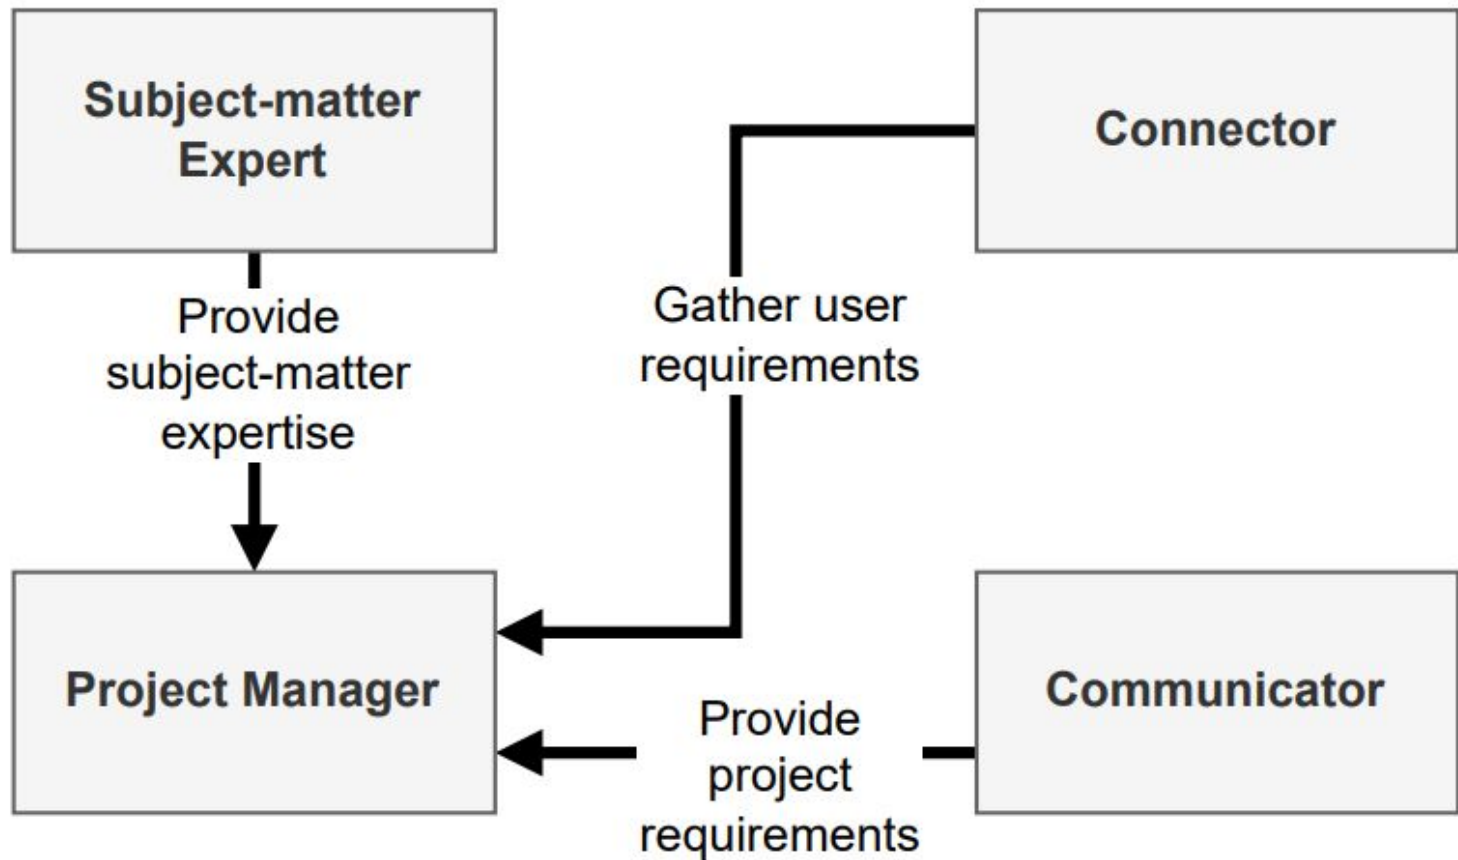 Subject-matter
Expert
Connector
Provide
subject-matter
expertise
Gather user
requirements
Project Manager
Communicator
Provide
project
requirements